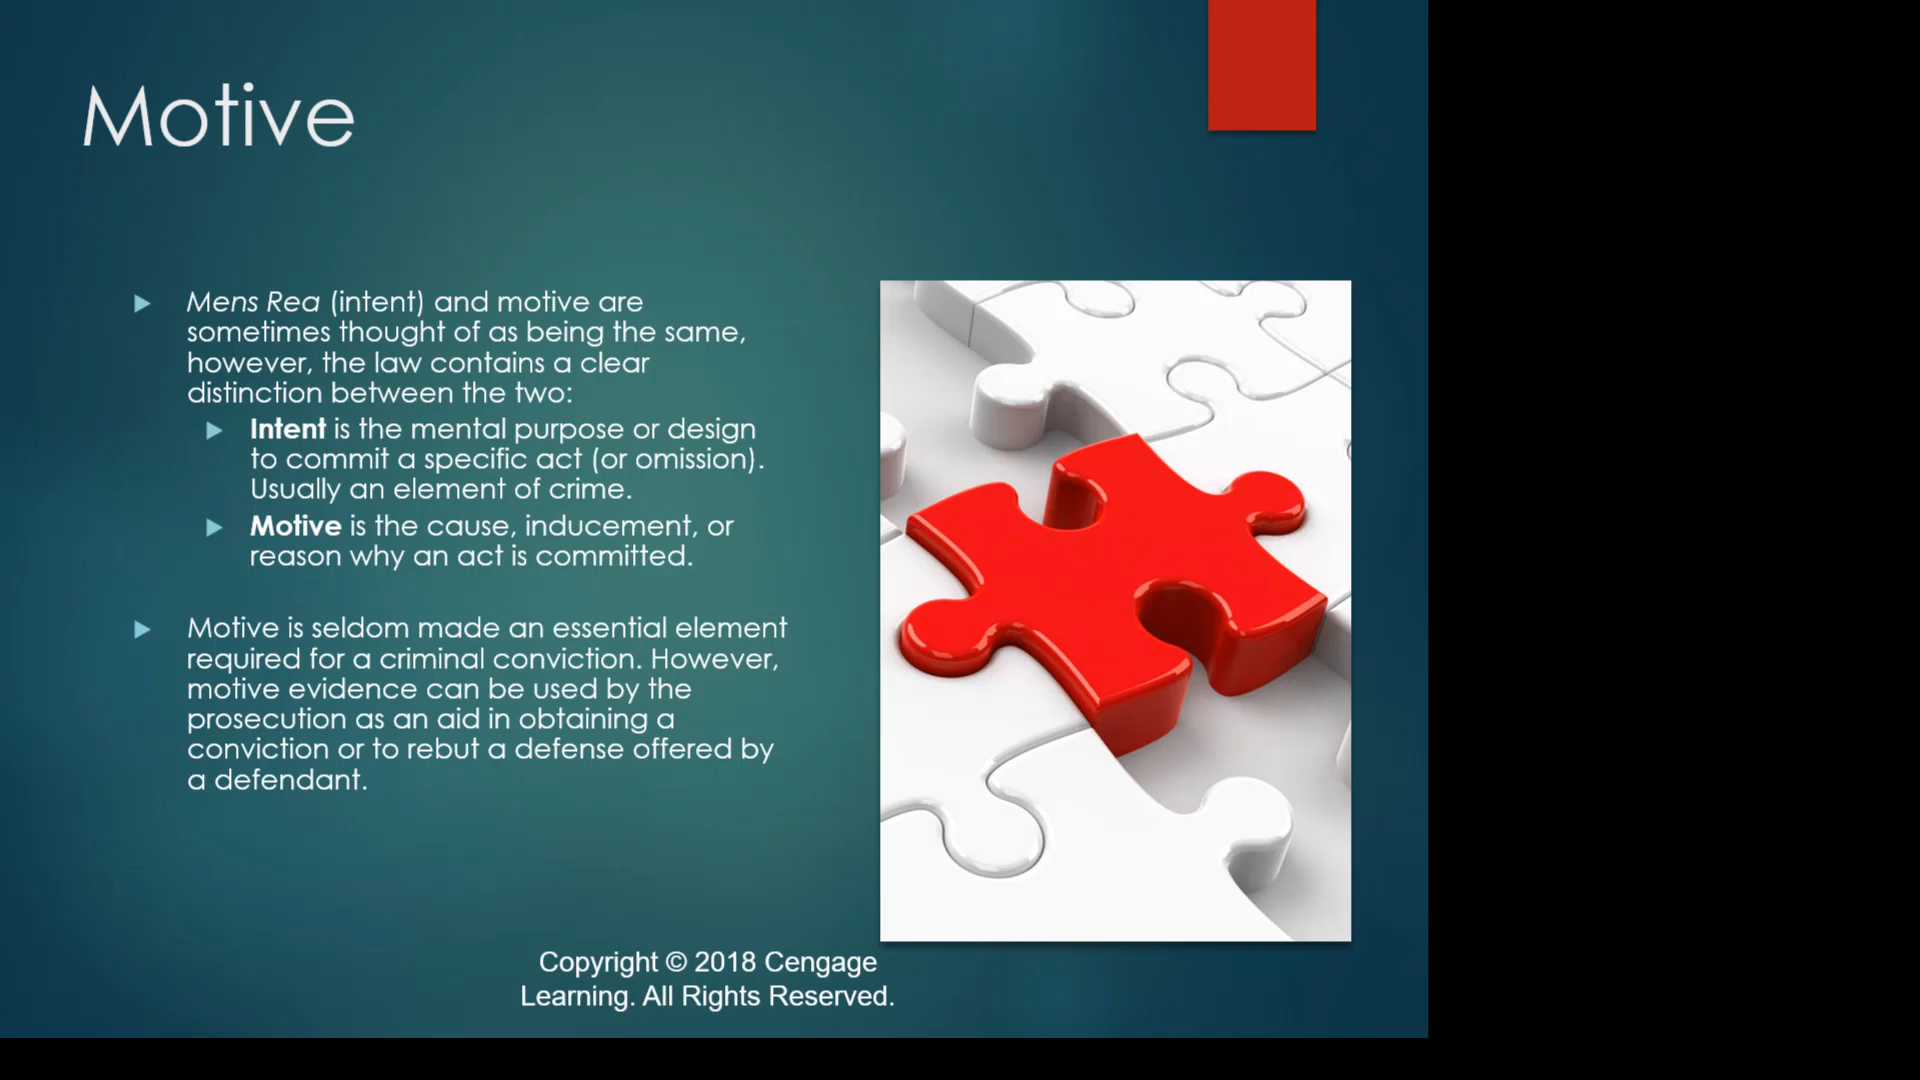 Motive
Mens Rea (intent) and motive are
sometimes thought of as being the same,
however, the law contains a clear
distinction between the two:
Intent is the mental purpose or design
to commit a specific act (or omission).
Usually an element of crime.
Motive is the cause, inducement, or
reason why an act is committed.
Motive is seldom made an essential element
required for a criminal conviction. However,
motive evidence can be used by the
prosecution as an aid in obtaining a
conviction or to rebut a defense offered by
a defendant.
Copyright © 2018 Cengage
Learning. All Rights Reserved.